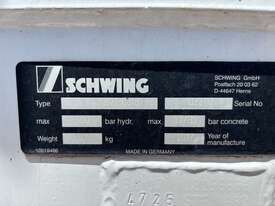 SCHWING
SCHWING GmbH
Postfach 20 03 62
D-44647 Herne
Type
Serial No
max
bar hydr.
max
bar concrete
Weight
kg
Year of
manufacture
MADE IN GERMANY
4725